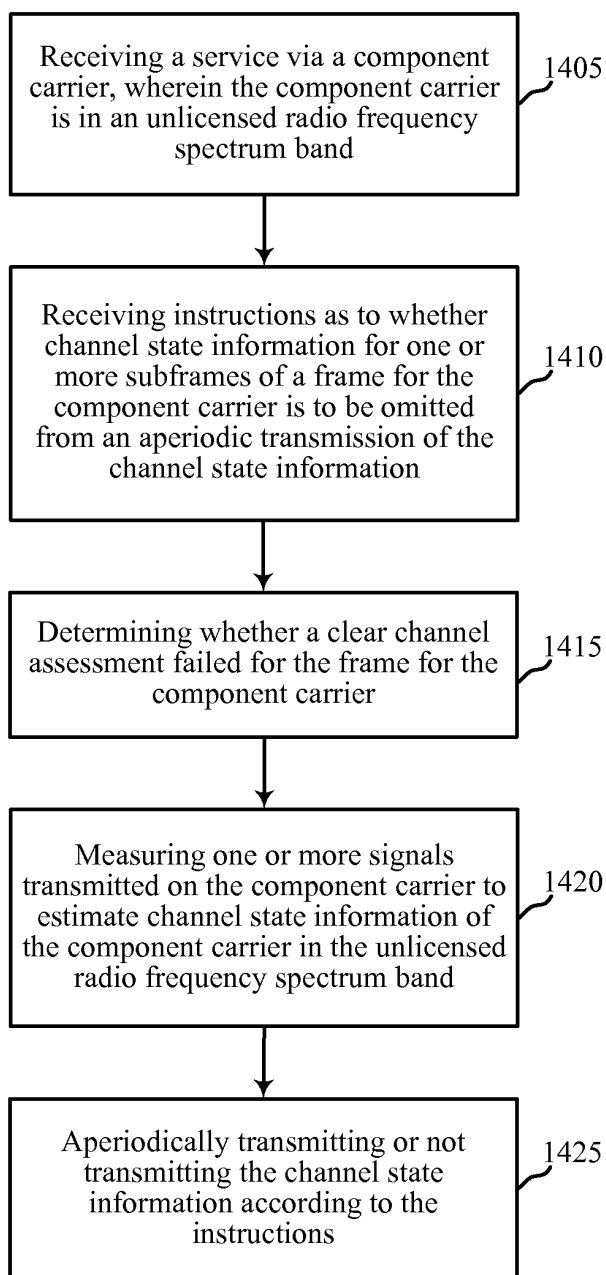 Receiving a service via a component
carrier, wherein the component carrier
is in an unlicensed radio frequency
spectrum band
1405
Receiving instructions as to whether
channel state information for one or
more subframes of a frame for the
component carrier is to be omitted
from an aperiodic transmission of the
channel state information
1410
Determining whether a clear channel
assessment failed for the frame for the
component carrier
1415
Measuring one or more signals
transmitted on the component carrier to
estimate channel state information of
the component carrier in the unlicensed
radio frequency spectrum band
1420
Aperiodically transmitting or not
transmitting the channel state
information according to the
instructions
1425